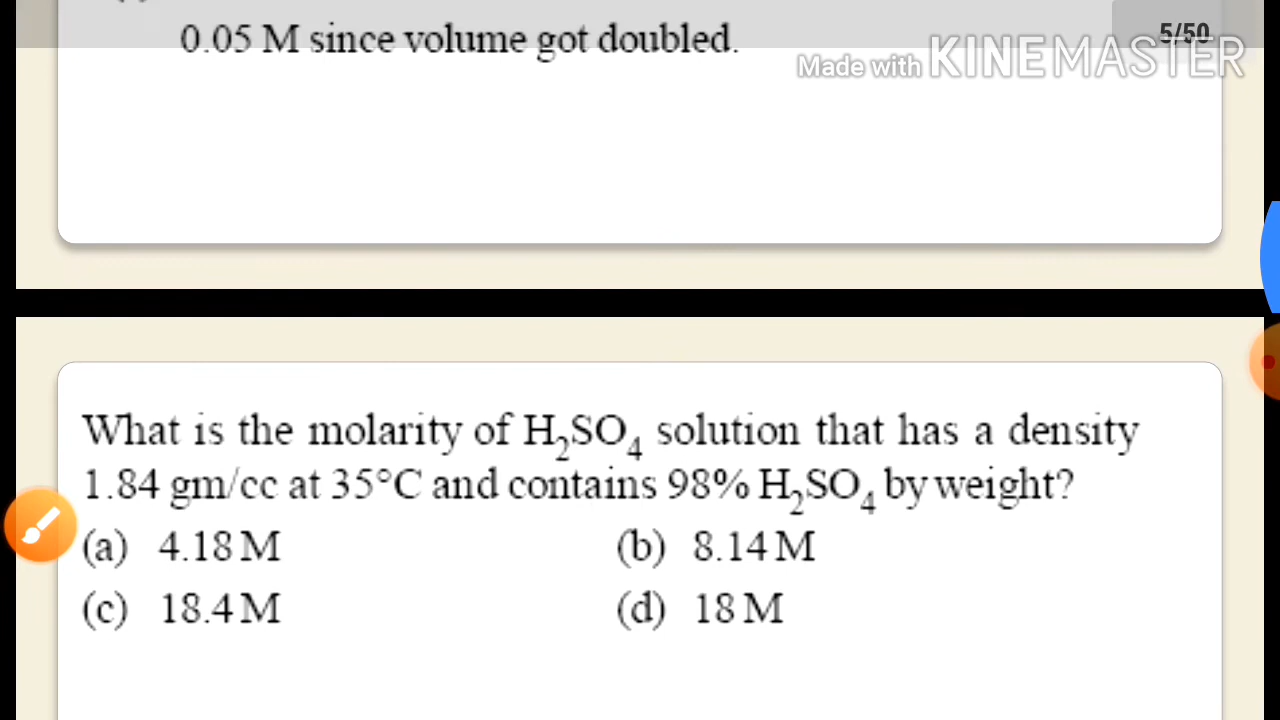 5/50
0.05 M since volume got doubled.
Made with KINEMASTER
What is the molarity of H₂SO₄ solution that has a density
1.84 gm/cc at 35°C and contains 98% H₂SO₄ by weight?
(a) 4.18 M (b) 8.14 M
(c) 18.4 M (d) 18 M